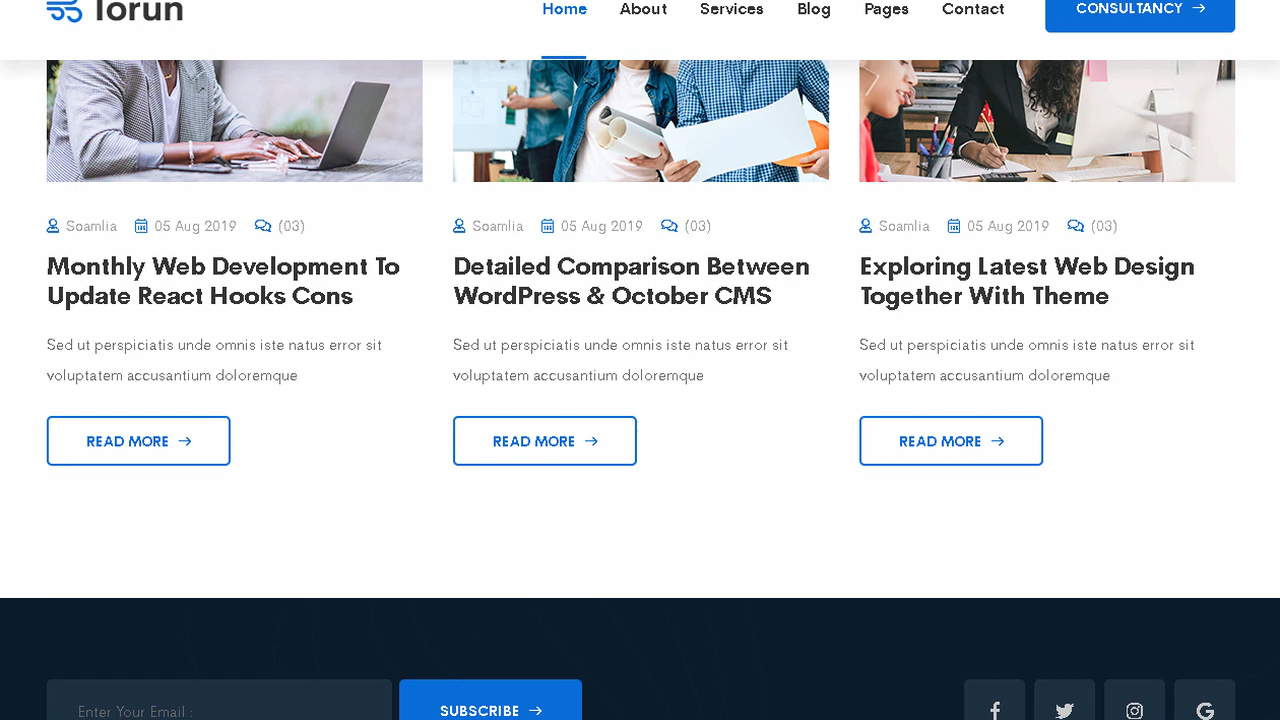 Torun
Home About Services Blog Pages Contact CONSULTANCY
Soamlia 05 Aug 2019 (03)
Monthly Web Development To
Update React Hooks Cons
Sed ut perspiciatis unde omnis iste natus error sit
voluptatem accusantium doloremque
READ MORE
Soamlia 05 Aug 2019 (03)
Detailed Comparison Between
WordPress & October CMS
Sed ut perspiciatis unde omnis iste natus error sit
voluptatem accusantium doloremque
READ MORE
Soamlia 05 Aug 2019 (03)
Exploring Latest Web Design
Together With Theme
Sed ut perspiciatis unde omnis iste natus error sit
voluptatem accusantium doloremque
READ MORE
Enter Your Email :
SUBSCRIBE